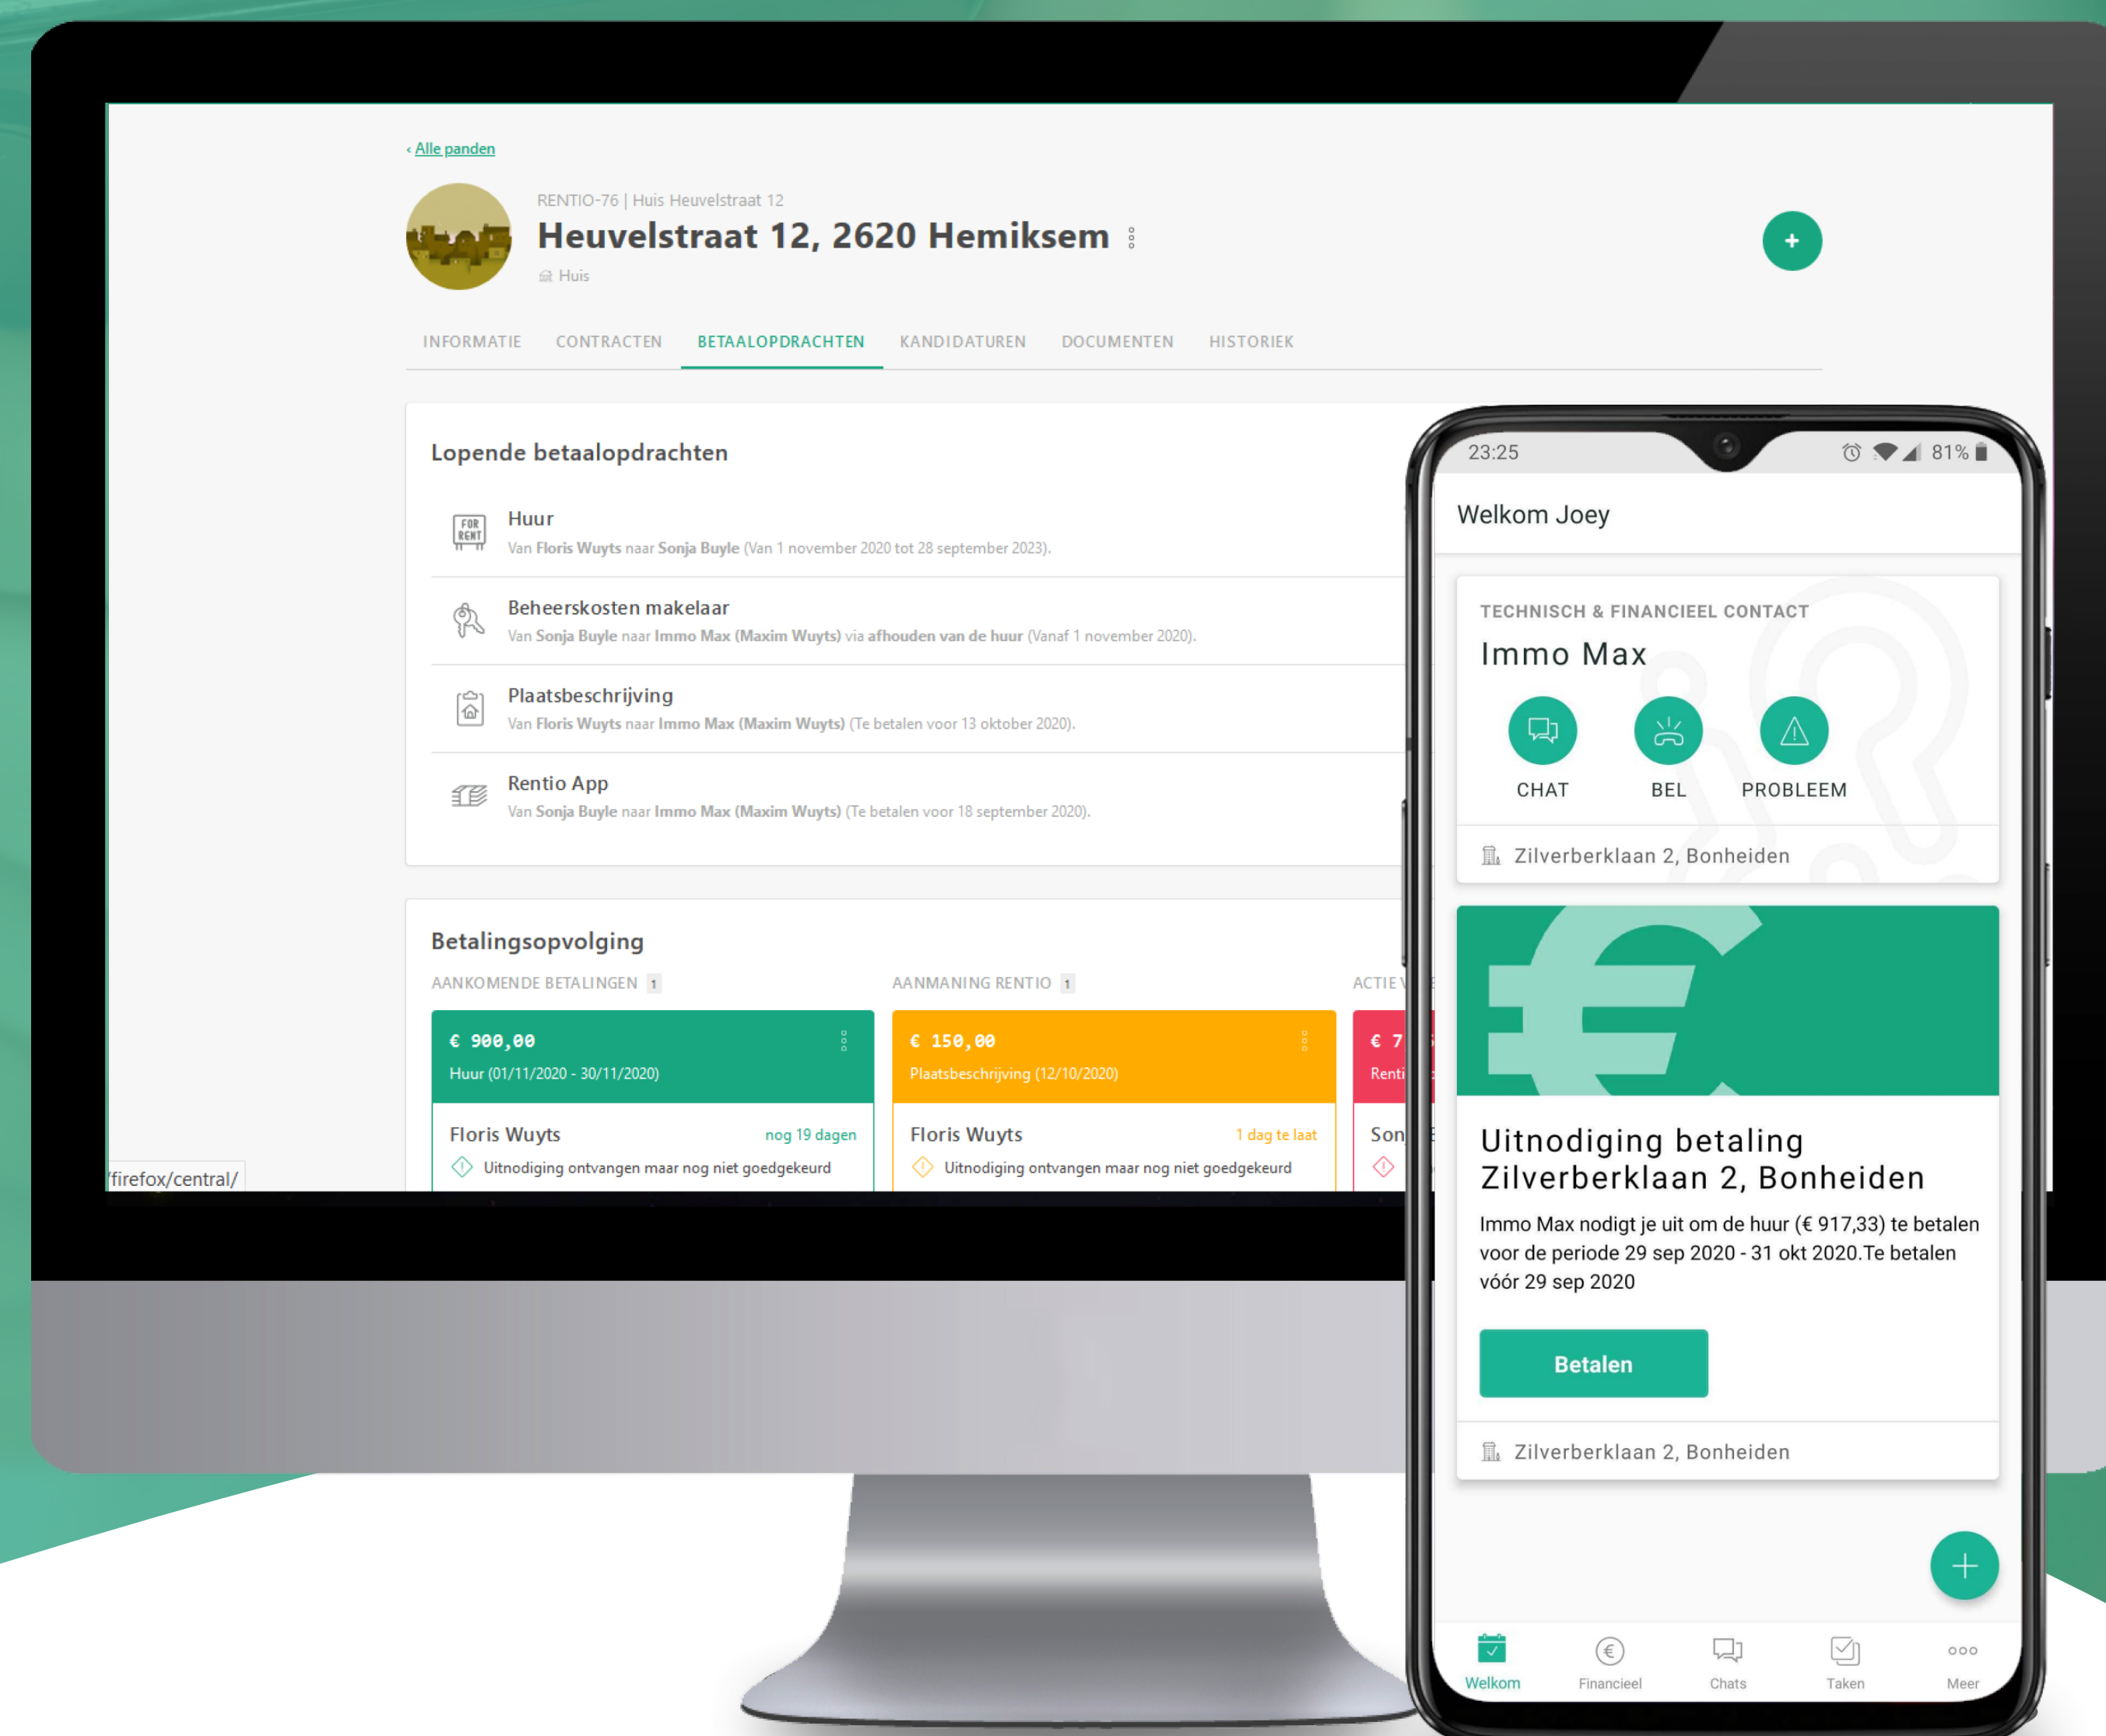 ‹ Alle panden
RENTIO-76 | Huis Heuvelstraat 12
Heuvelstraat 12, 2620 Hemiksem
Huis
+
INFORMATIE CONTRACTEN BETAALOPDRACHTEN KANDIDATUREN DOCUMENTEN HISTORIEK
Lopende betaalopdrachten
FOR
RENT
Huur
Van Floris Wuyts naar Sonja Buyle (Van 1 november 2020 tot 28 september 2023).
Beheerskosten makelaar
Van Sonja Buyle naar Immo Max (Maxim Wuyts) via afhouden van de huur (Vanaf 1 november 2020).
Plaatsbeschrijving
Van Floris Wuyts naar Immo Max (Maxim Wuyts) (Te betalen voor 13 oktober 2020).
Rentio App
Van Sonja Buyle naar Immo Max (Maxim Wuyts) (Te betalen voor 18 september 2020).
Betalingsopvolging
AANKOMENDE BETALINGEN 1
€ 900,00
Huur (01/11/2020 - 30/11/2020)
Floris Wuyts nog 19 dagen
Uitnodiging ontvangen maar nog niet goedgekeurd
AANMANING RENTIO 1
€ 150,00
Plaatsbeschrijving (12/10/2020)
Floris Wuyts 1 dag te laat
Uitnodiging ontvangen maar nog niet goedgekeurd
ACTIE
€ 7
/firefox/central/
23:25 81%
Welkom Joey
TECHNISCH & FINANCIEEL CONTACT
Immo Max
CHAT BEL PROBLEEM
Zilverberklaan 2, Bonheiden
€
Uitnodiging betaling
Zilverberklaan 2, Bonheiden
Immo Max nodigt je uit om de huur (€ 917,33) te betalen
voor de periode 29 sep 2020 - 31 okt 2020.Te betalen
vóór 29 sep 2020
Betalen
Zilverberklaan 2, Bonheiden
+
Welkom Financieel Chats Taken Meer